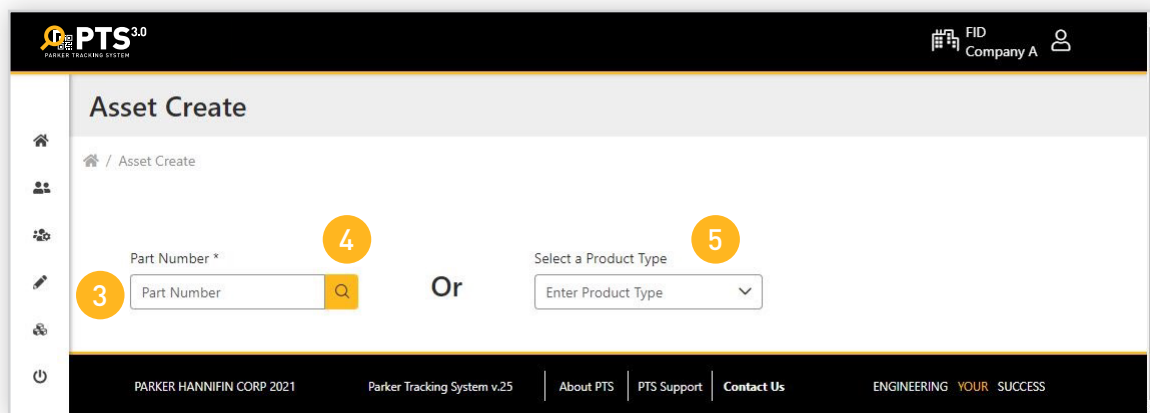 PTS 3.0
PARKER TRACKING SYSTEM
FID
Company A
Asset Create
/ Asset Create
4
5
Part Number *
Select a Product Type
3
Part Number
Or
Enter Product Type
PARKER HANNIFIN CORP 2021 Parker Tracking System v.25 About PTS PTS Support Contact Us ENGINEERING YOUR SUCCESS